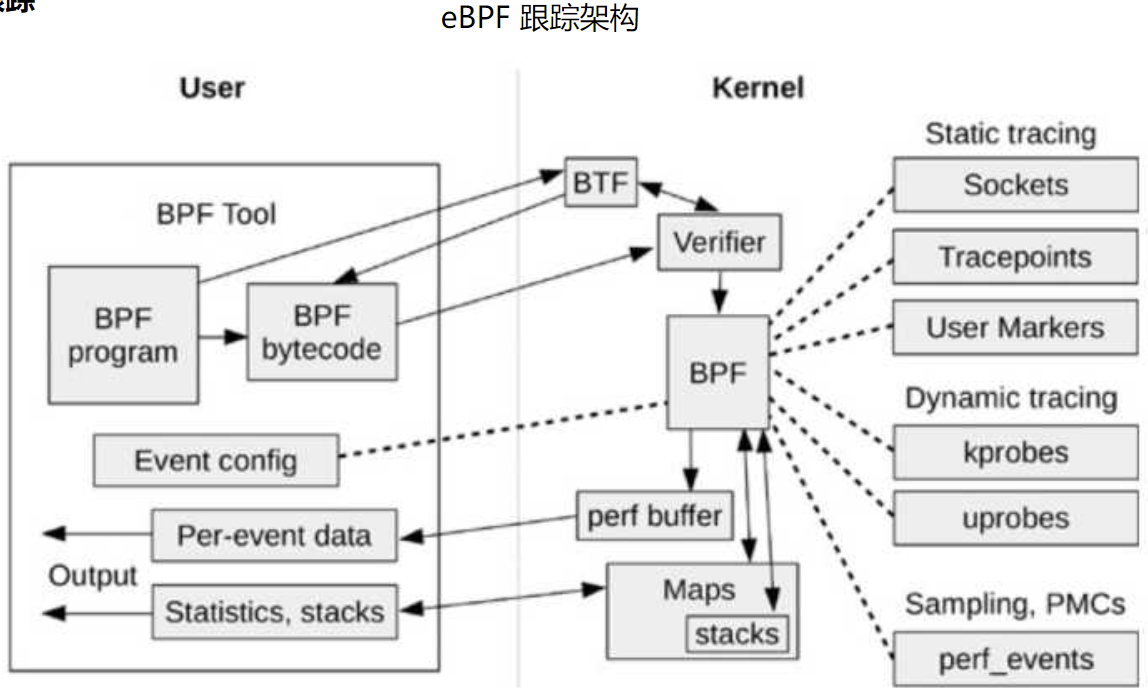 跟踪
eBPF 跟踪架构
User
Kernel
BPF Tool
BPF
program
BPF
bytecode
Event config
Per-event data
Output
Statistics, stacks
BTF
Verifier
BPF
perf buffer
Maps
stacks
Static tracing
Sockets
Tracepoints
User Markers
Dynamic tracing
kprobes
uprobes
Sampling, PMCs
perf_events